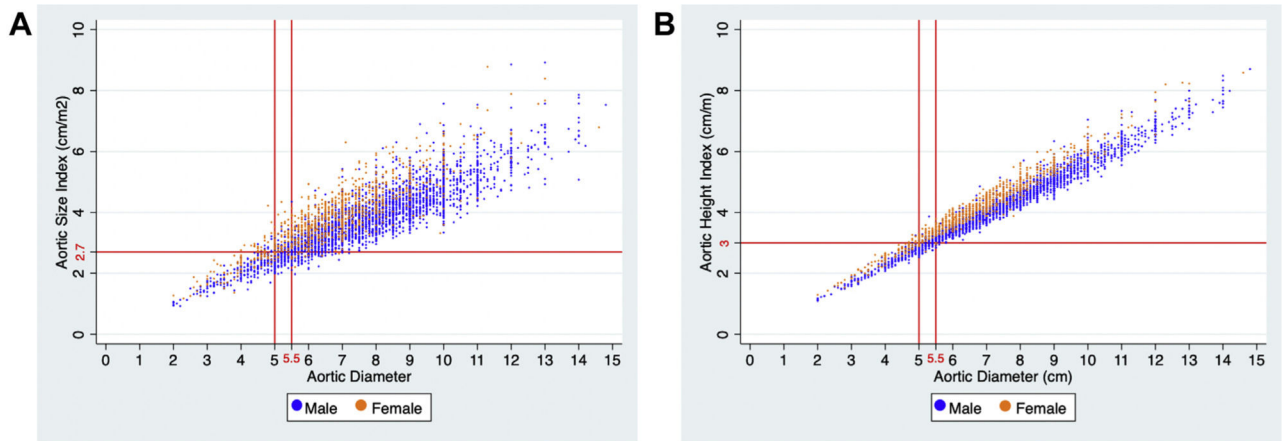 A
Aortic Size Index (cm/m2)
0
2
2.7
4
6
8
10
0 1 2 3 4 5 5.5 6 7 8 9 10 11 12 13 14 15
Aortic Diameter
Male Female
B
Aortic Height Index (cm/m)
0
2
3
4
6
8
10
0 1 2 3 4 5 5.5 6 7 8 9 10 11 12 13 14 15
Aortic Diameter (cm)
Male Female